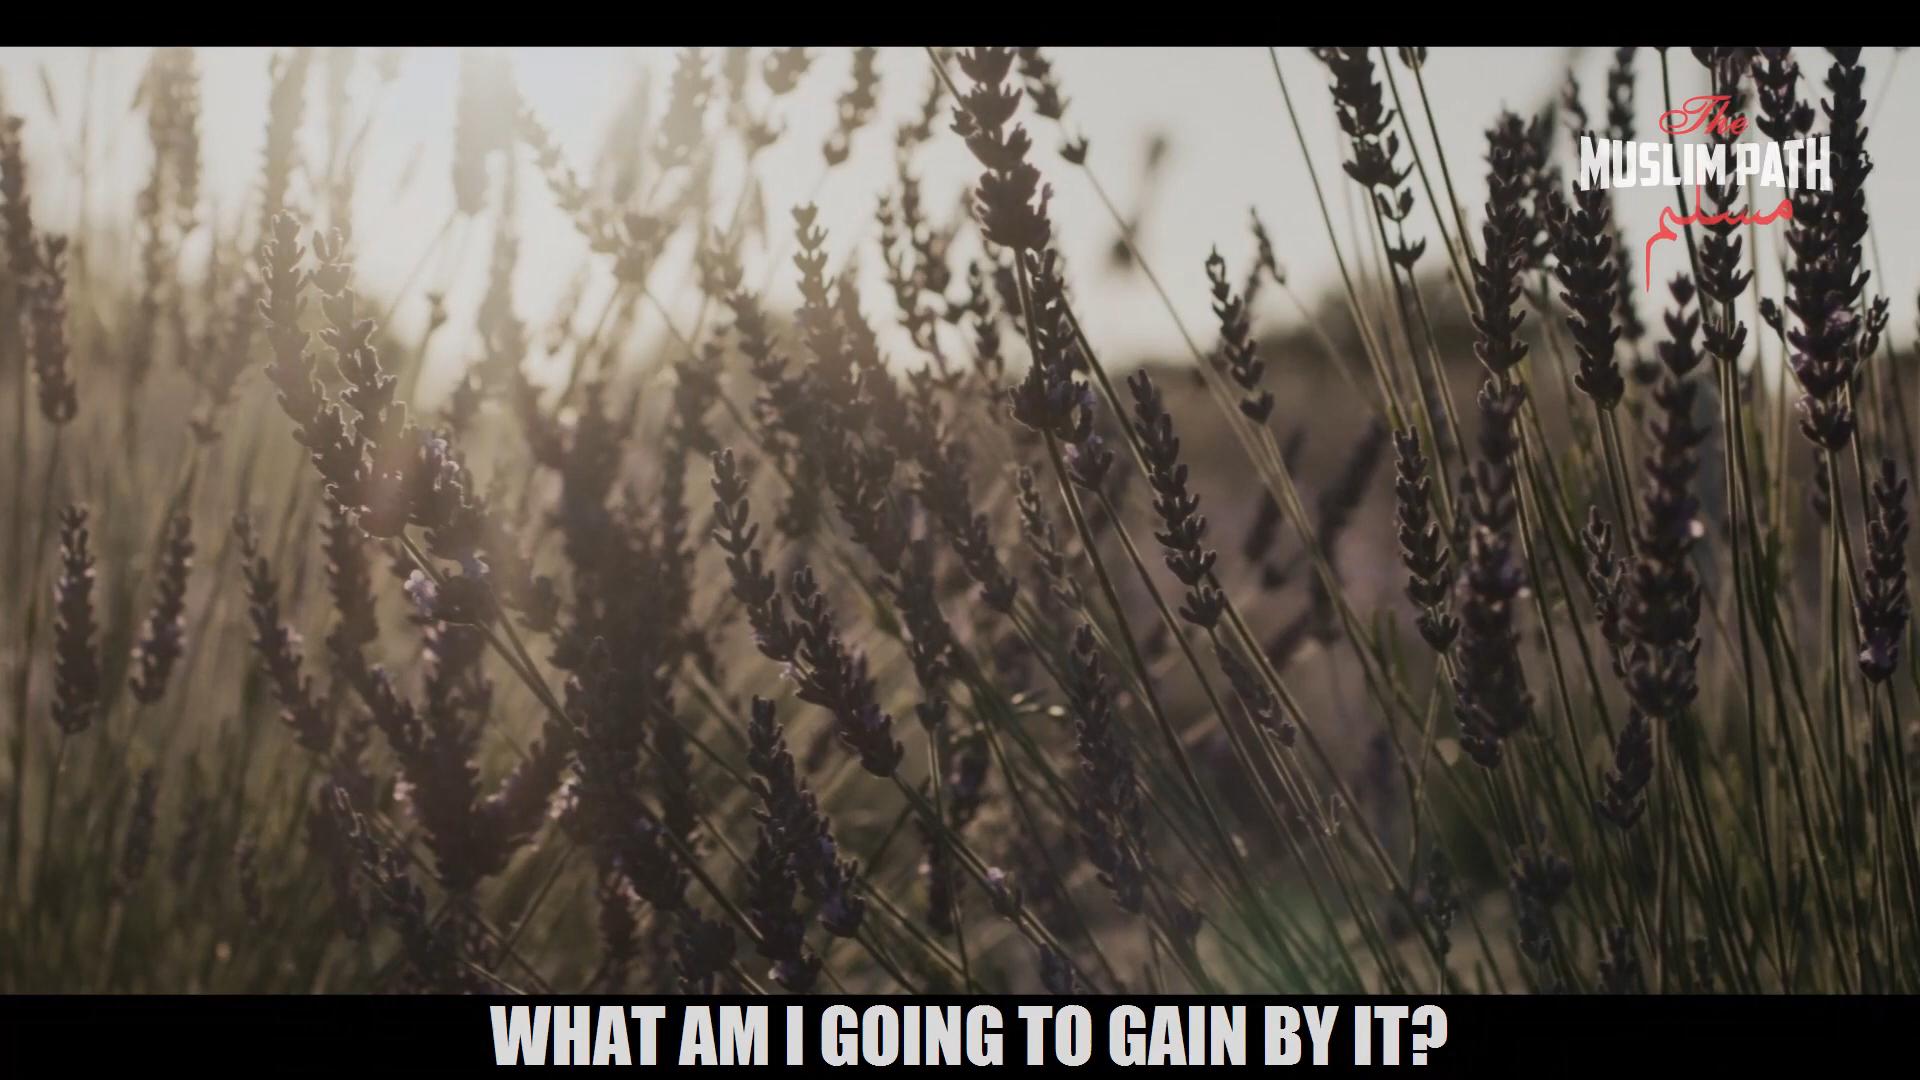 The
MUSLIM PATH
مسلم
WHAT AM I GOING TO GAIN BY IT?